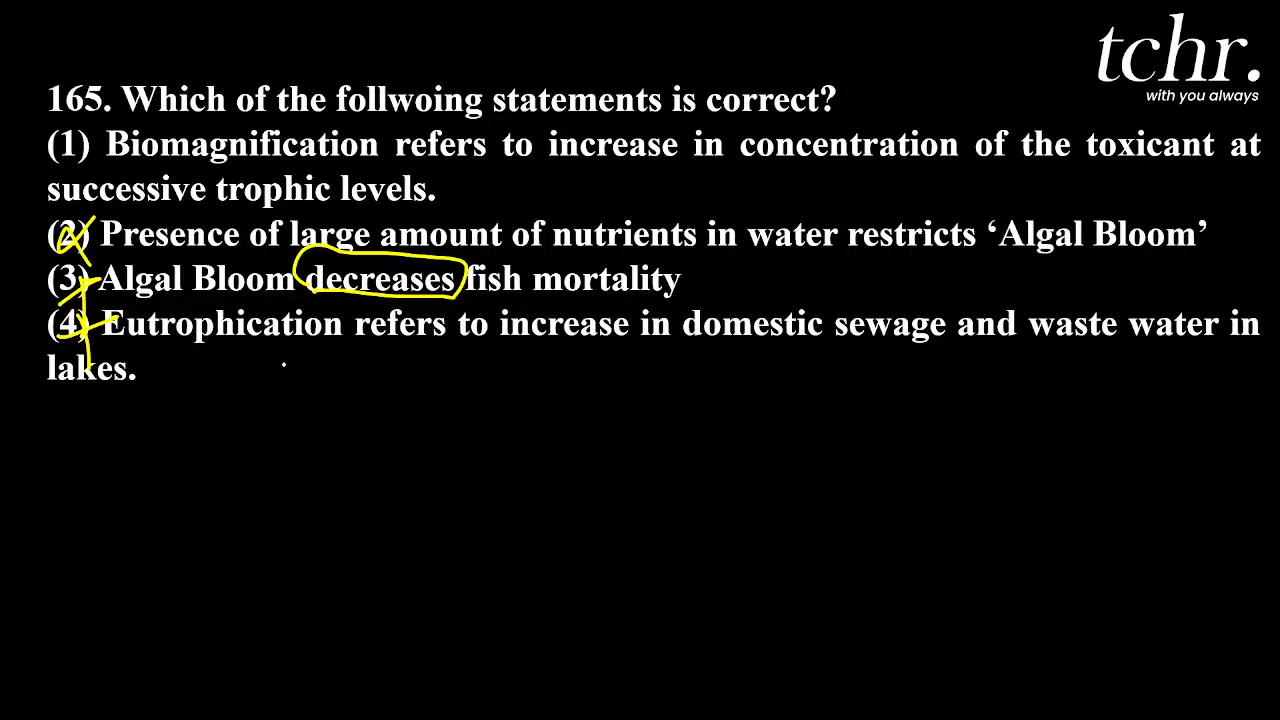 tchr.
with you always
165. Which of the follwoing statements is correct?
(1) Biomagnification refers to increase in concentration of the toxicant at
successive trophic levels.
(2) Presence of large amount of nutrients in water restricts ‘Algal Bloom’
(3) Algal Bloom decreases fish mortality
(4) Eutrophication refers to increase in domestic sewage and waste water in
lakes.